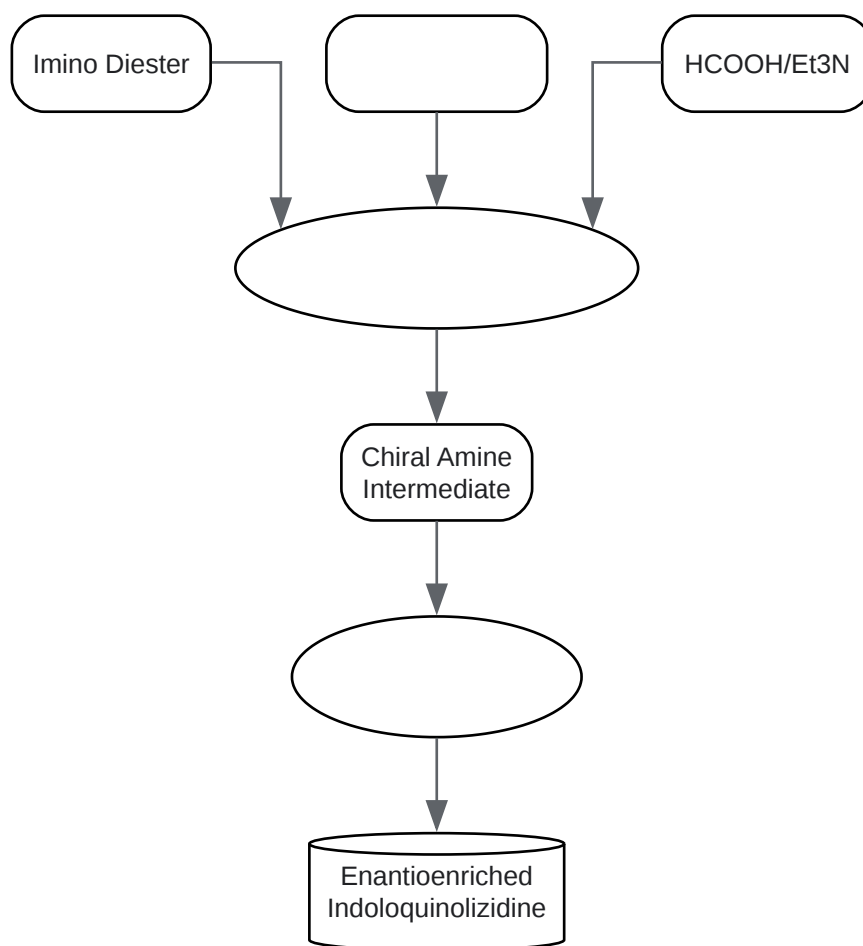 Imino Diester
HCOOH/Et3N
Chiral Amine
Intermediate
Enantioenriched
Indoloquinolizidine